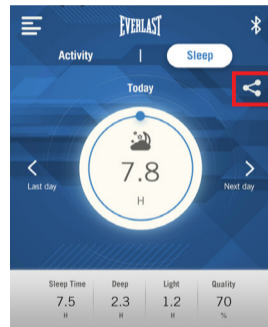 EVERLAST
Activity | Sleep
Today
7.8
H
Last day
Next day
Sleep Time Deep Light Quality
7.5 2.3 1.2 70
H H H %